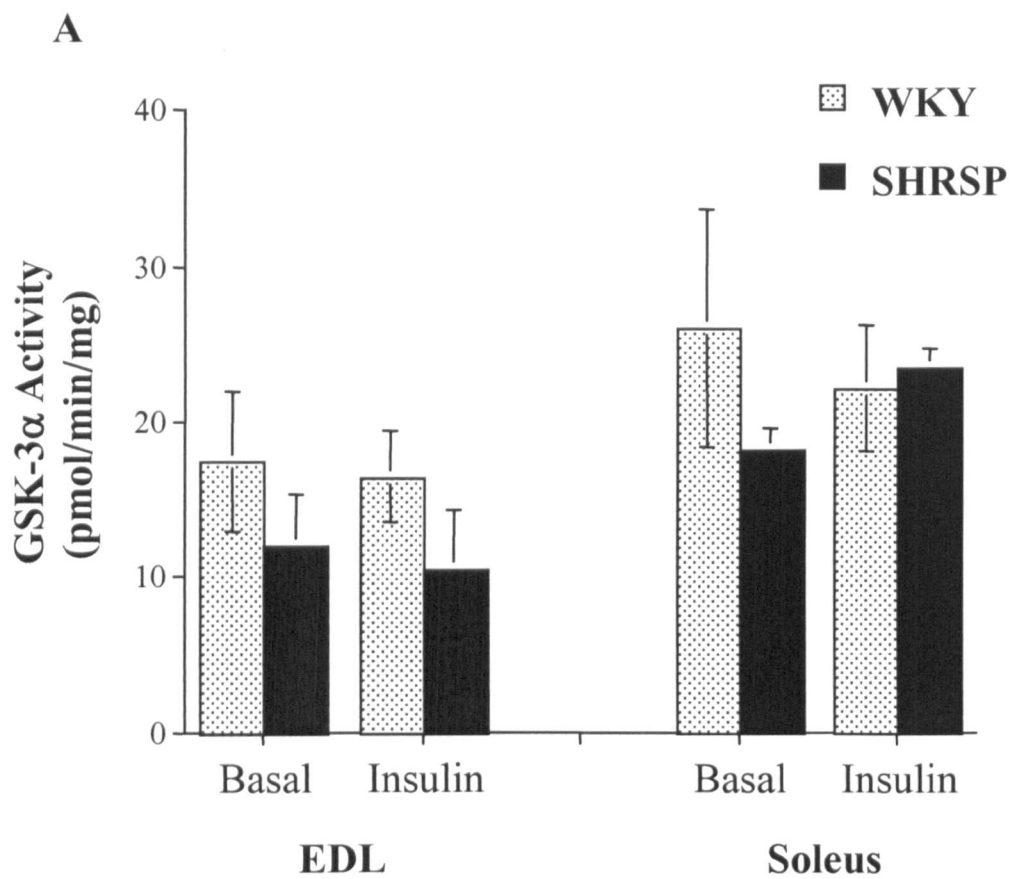 A
WKY
SHRSP
GSK-3α Activity
(pmol/min/mg)
40
30
20
10
0
Basal Insulin Basal Insulin
EDL Soleus